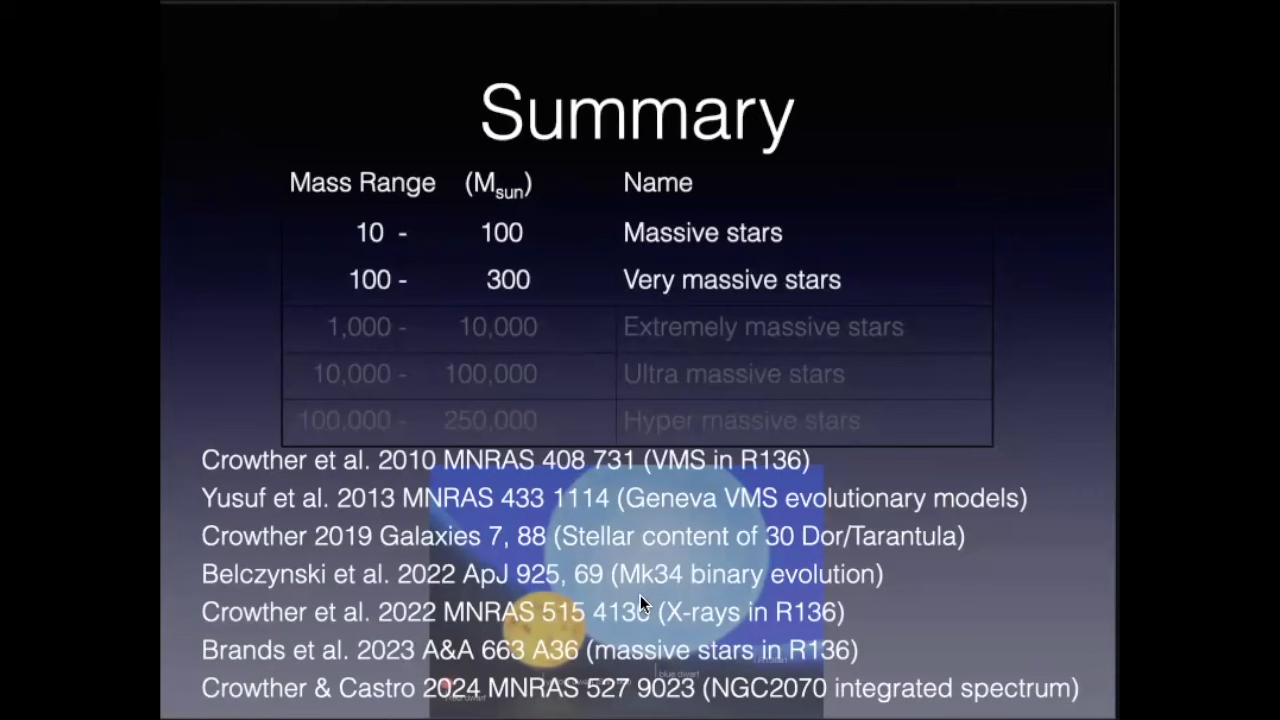 Summary
Mass Range (Msun) Name
10 - 100 Massive stars
100 - 300 Very massive stars
1,000 - 10,000 Extremely massive stars
10,000 - 100,000 Ultra massive stars
100,000 - 250,000 Hyper massive stars
Crowther et al. 2010 MNRAS 408 731 (VMS in R136)
Yusuf et al. 2013 MNRAS 433 1114 (Geneva VMS evolutionary models)
Crowther 2019 Galaxies 7, 88 (Stellar content of 30 Dor/Tarantula)
Belczynski et al. 2022 ApJ 925, 69 (Mk34 binary evolution)
Crowther et al. 2022 MNRAS 515 (X-rays in R136)
Brands et al. 2023 A&A 663 A36 (massive stars in R136)
Crowther & Castro 2024 MNRAS 527 9023 (NGC2070 integrated spectrum)
blue dwarf